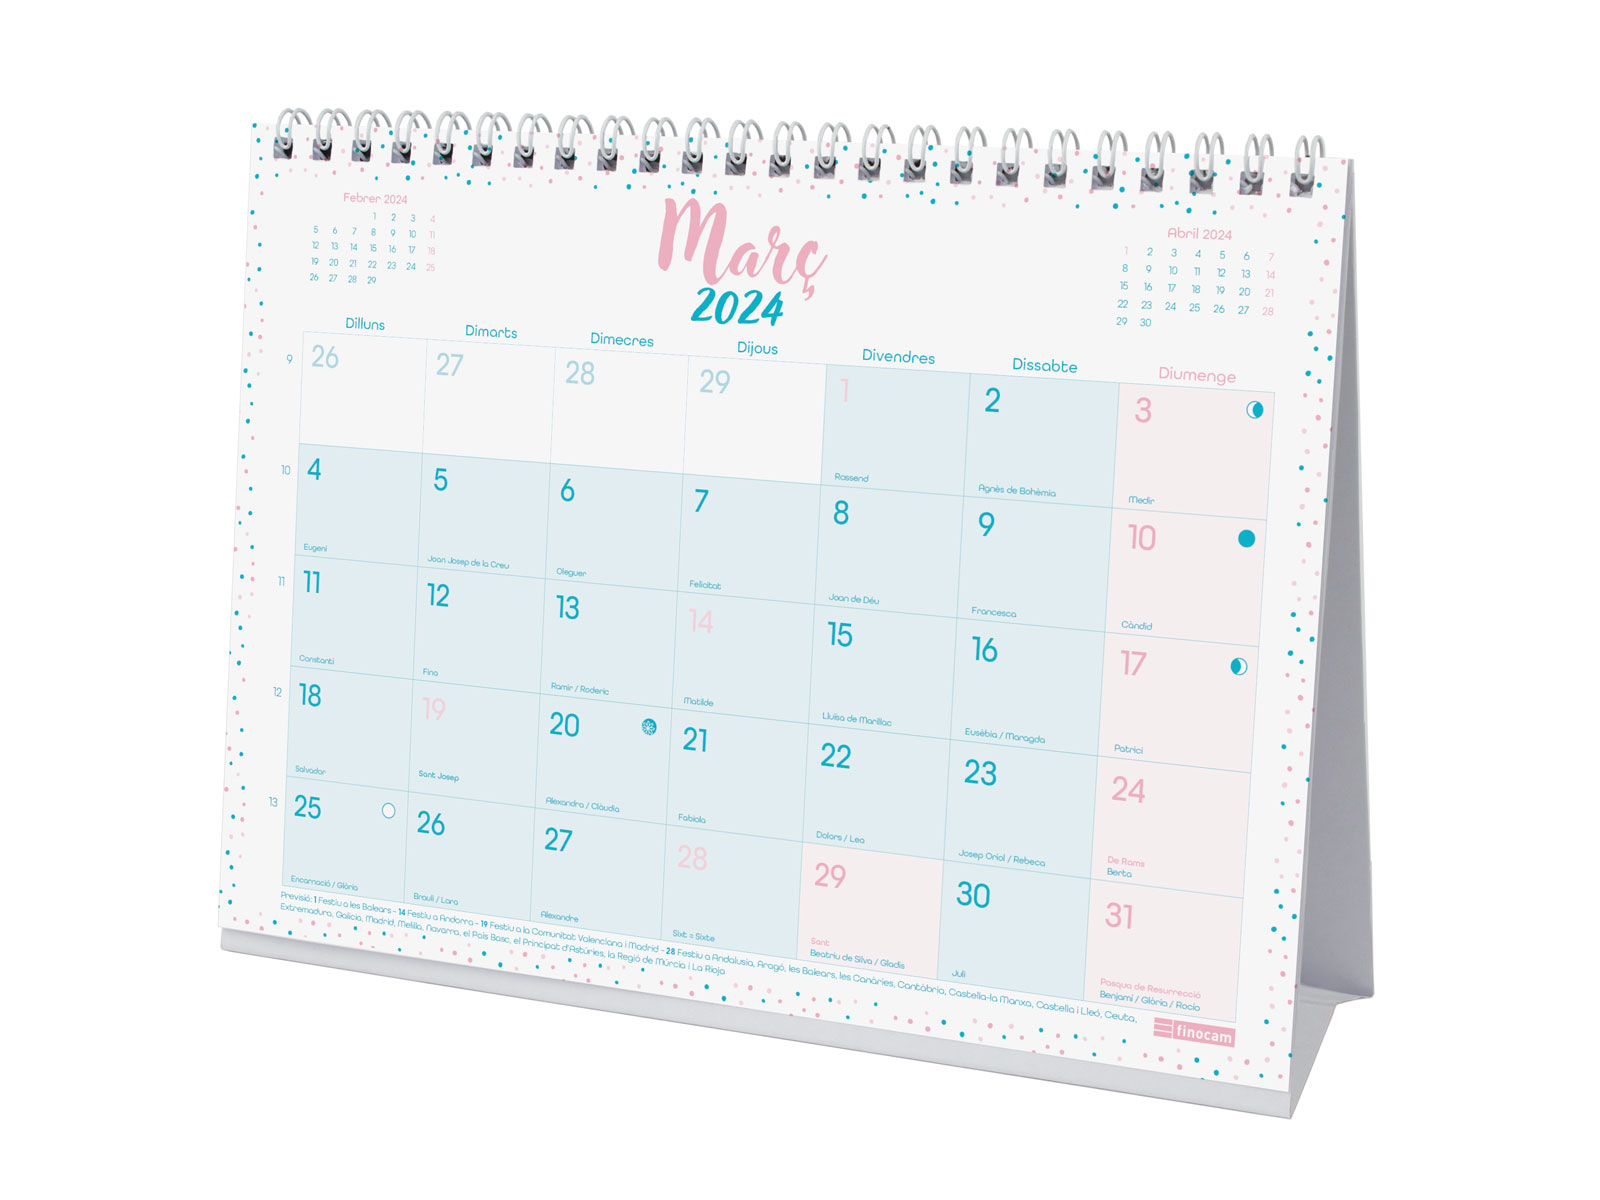 Febrer 2024
1 2 3 4
5 6 7 8 9 10 11
12 13 14 15 16 17 18
19 20 21 22 23 24 25
26 27 28 29
Març
2024
Abril 2024
1 2 3 4 5 6 7
8 9 10 11 12 13 14
15 16 17 18 19 20 21
22 23 24 25 26 27 28
29 30
Dilluns Dimarts Dimecres Dijous Divendres Dissabte Diumenge
9 26 27 28 29 1 2 3
Rossend Agnès de Bohèmia Medir
10 4 5 6 7 8 9 10
Eugeni Joan Josep de la Creu Oleguer Felicitat Joan de Déu Francesca Càndid
11 11 12 13 14 15 16 17
Constantí Fina Ramir / Roderic Matilde Lluïsa de Marillac Eusèbia / Maragda Patrici
12 18 19 20 21 22 23 24
De Rams
Salvador Sant Josep Alexandra / Clàudia Fabiola Dolors / Lea Josep Oriol / Rebeca Berta
13 25 26 27 28 29 30 31
Sant Pasqua de Resurrecció
Encarnació / Glòria Brauli / Lara Alexandre Sixt = Sixte Beatriu de Silva / Gladis Juli Benjamí / Glòria / Rocío
Previsió: 1 Festiu a les Balears - 14 Festiu a Andorra - 19 Festiu a la Comunitat Valenciana i Madrid - 28 Festiu a Andalusia, Aragó, les Balears, les Canàries, Cantàbria, Castella-la Manxa, Castella i Lleó, Ceuta,
Extremadura, Galícia, Madrid, Melilla, Navarra, el País Basc, el Principat d'Astúries, la Regió de Múrcia i La Rioja
finocam